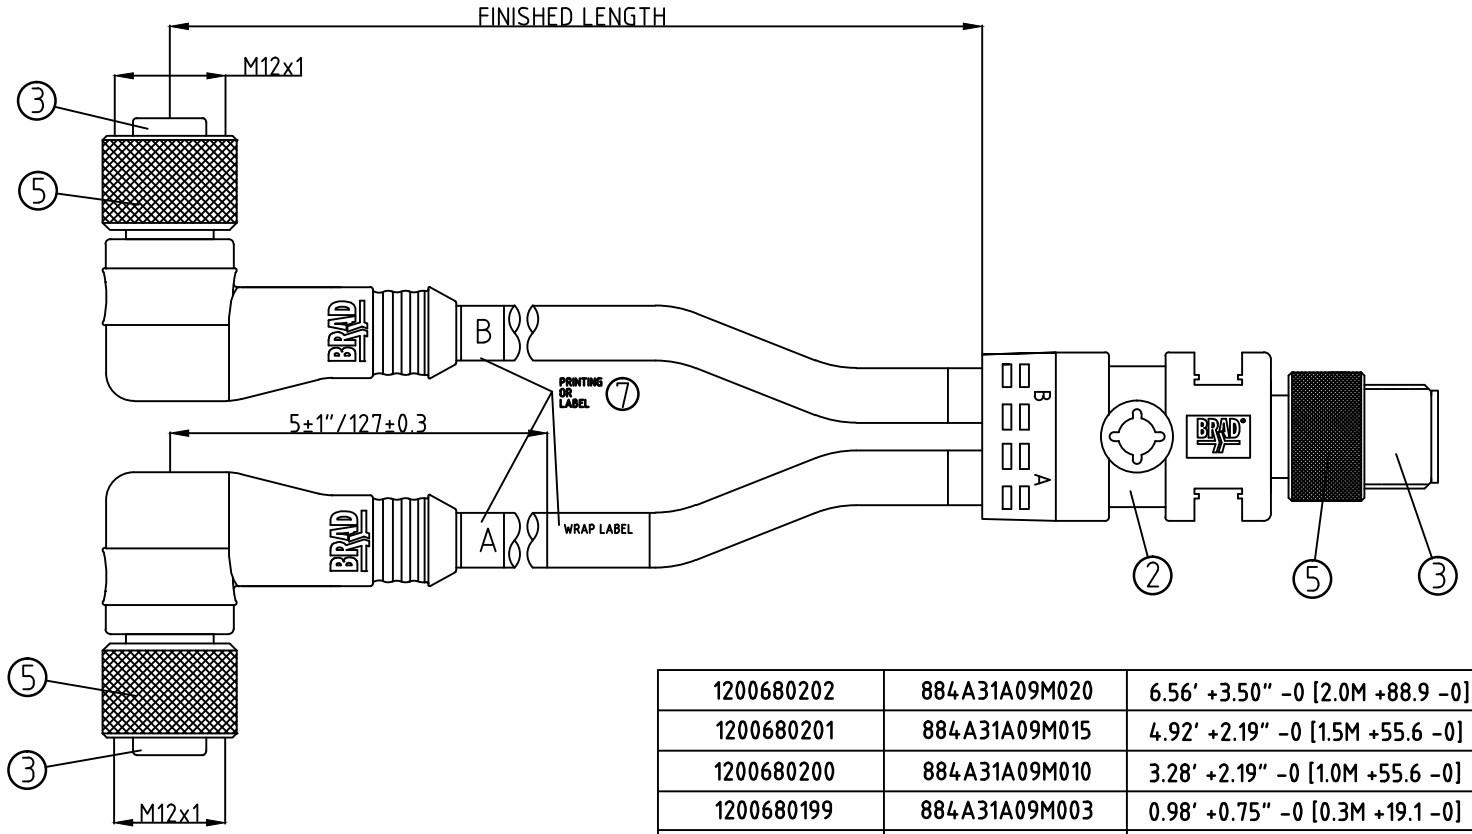 FINISHED LENGTH
M12x1
3
5
BRAD
B
PRINTING
OR
LABEL
7
5±1"/127±0.3
B
A
BRAD®
BRAD
A
WRAP LABEL
2
5
3
5
3
M12x1
1200680202 884A31A09M020 6.56' +3.50" -0 [2.0M +88.9 -0]
1200680201 884A31A09M015 4.92' +2.19" -0 [1.5M +55.6 -0]
1200680200 884A31A09M010 3.28' +2.19" -0 [1.0M +55.6 -0]
1200680199 884A31A09M003 0.98' +0.75" -0 [0.3M +19.1 -0]